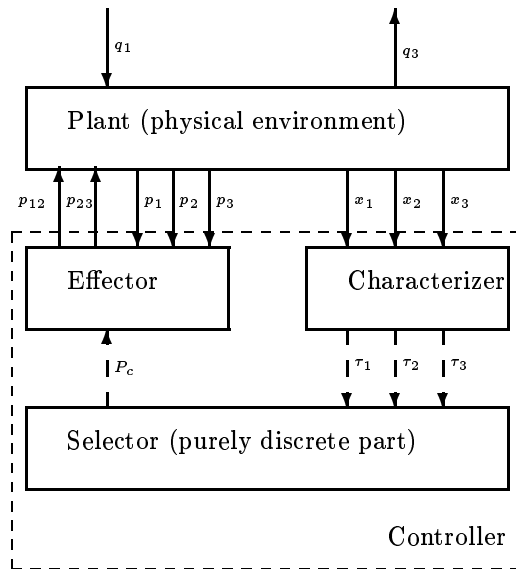 q₁ q₃
Plant (physical environment)
p₁₂ p₂₃ p₁ p₂ p₃ x₁ x₂ x₃
Effector Characterizer
P_c τ₁ τ₂ τ₃
Selector (purely discrete part)
Controller